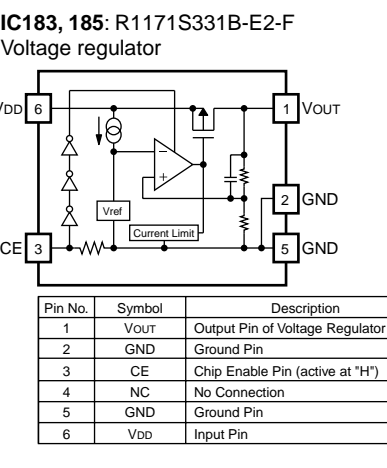 IC183, 185: R1171S331B-E2-F
Voltage regulator
VDD 6
1 VOUT
Vref
Current Limit
2 GND
CE 3
5 GND
Pin No. Symbol Description
1 VOUT Output Pin of Voltage Regulator
2 GND Ground Pin
3 CE Chip Enable Pin (active at "H")
4 NC No Connection
5 GND Ground Pin
6 VDD Input Pin